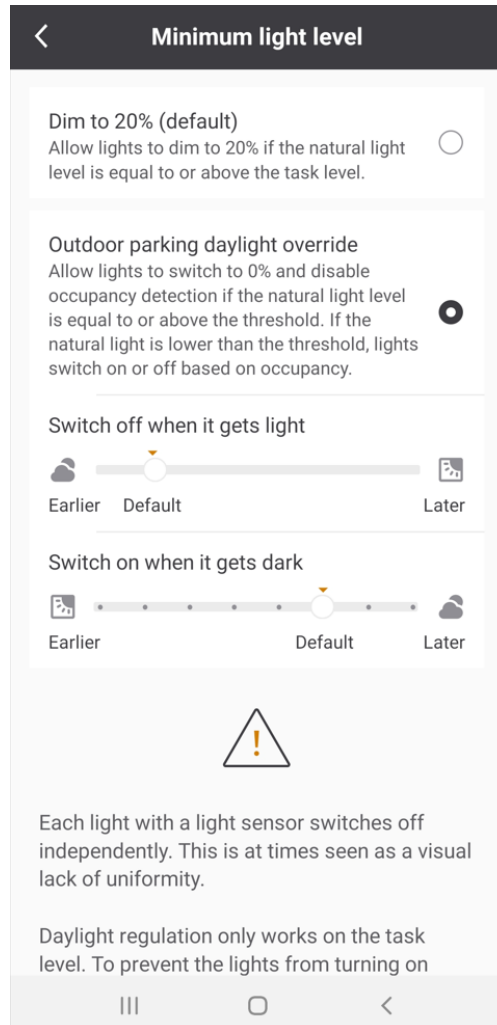 Minimum light level
Dim to 20% (default)
Allow lights to dim to 20% if the natural light
level is equal to or above the task level.
Outdoor parking daylight override
Allow lights to switch to 0% and disable
occupancy detection if the natural light level
is equal to or above the threshold. If the
natural light is lower than the threshold, lights
switch on or off based on occupancy.
Switch off when it gets light
Earlier Default Later
Switch on when it gets dark
Earlier Default Later
Each light with a light sensor switches off
independently. This is at times seen as a visual
lack of uniformity.
Daylight regulation only works on the task
level. To prevent the lights from turning on